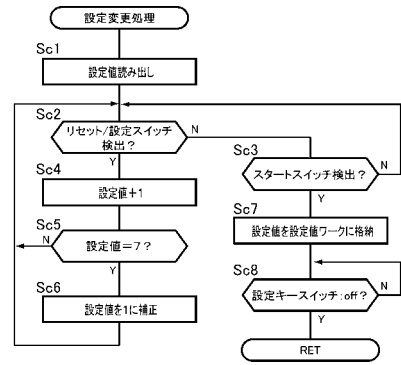 設定変更処理
Sc1
設定値読み出し
Sc2
リセット/設定スイッチ
検出？
N
Y
Sc3
スタートスイッチ検出？
N
Y
Sc4
設定値+1
Sc5
設定値=7？
N
Y
Sc6
設定値を1に補正
Sc7
設定値を設定値ワークに格納
Sc8
設定キースイッチ:off？
N
Y
RET